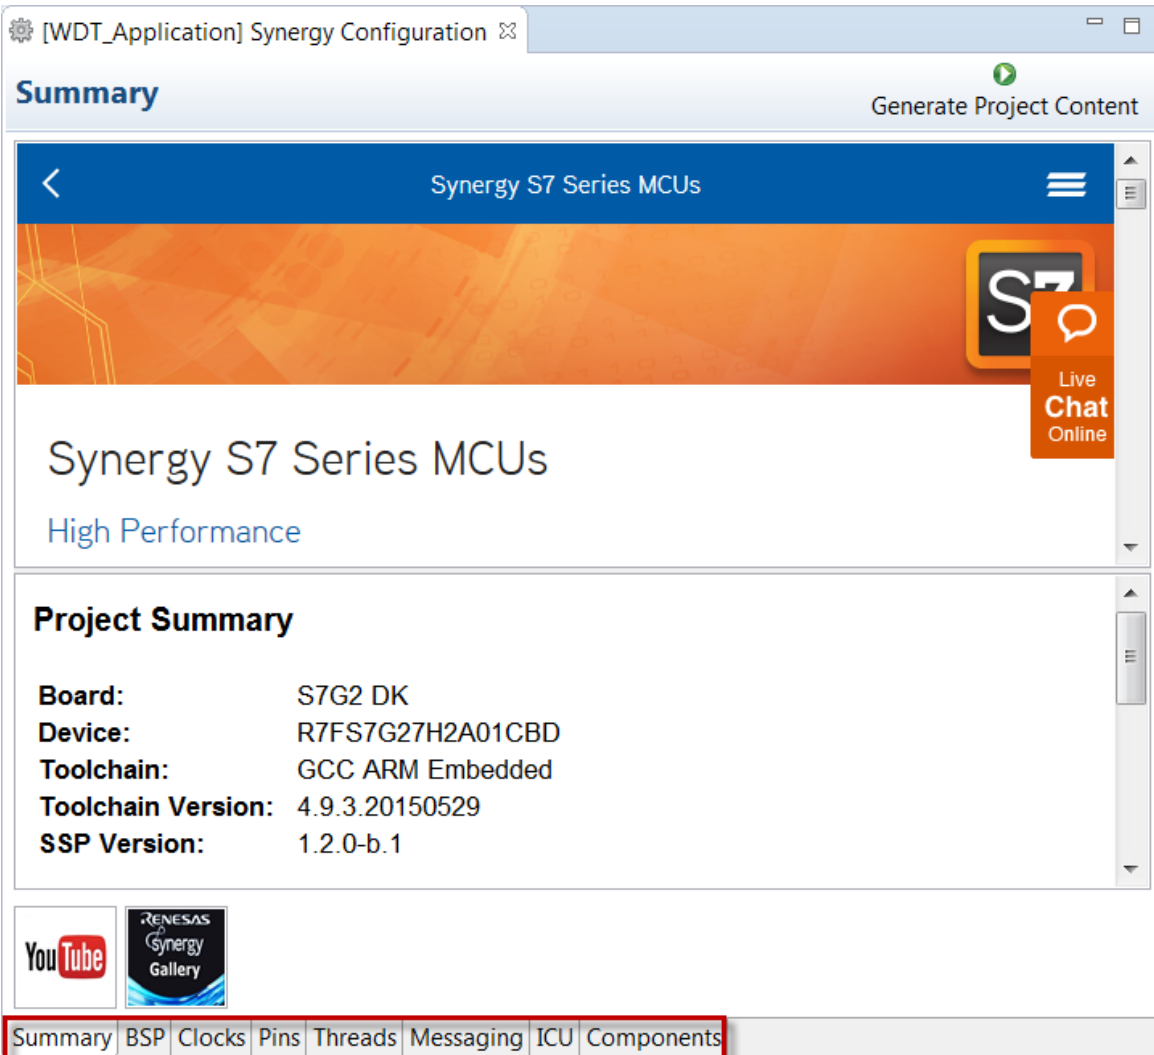 [WDT_Application] Synergy Configuration
Summary
Generate Project Content
Synergy S7 Series MCUs
S7
Live
Chat
Online
Synergy S7 Series MCUs
High Performance
Project Summary
Board: S7G2 DK
Device: R7FS7G27H2A01CBD
Toolchain: GCC ARM Embedded
Toolchain Version: 4.9.3.20150529
SSP Version: 1.2.0-b.1
YouTube
RENESAS
Synergy
Gallery
Summary BSP Clocks Pins Threads Messaging ICU Components